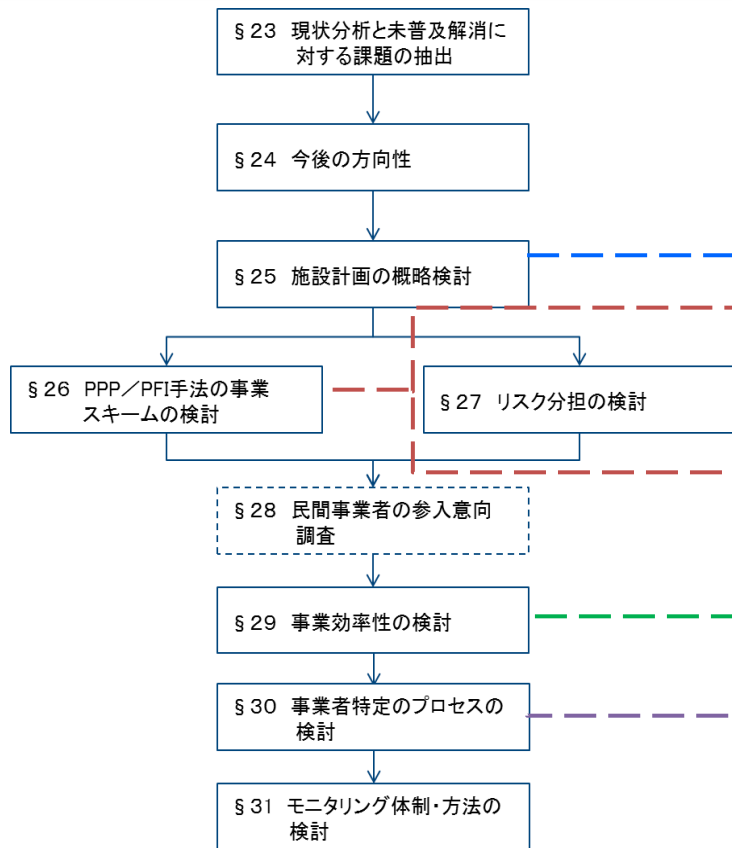 §23 現状分析と未普及解消に
対する課題の抽出
§24 今後の方向性
§25 施設計画の概略検討
§26 PPP／PFI手法の事業
スキームの検討
§27 リスク分担の検討
§28 民間事業者の参入意向
調査
§29 事業効率性の検討
§30 事業者特定のプロセスの
検討
§31 モニタリング体制・方法の
検討